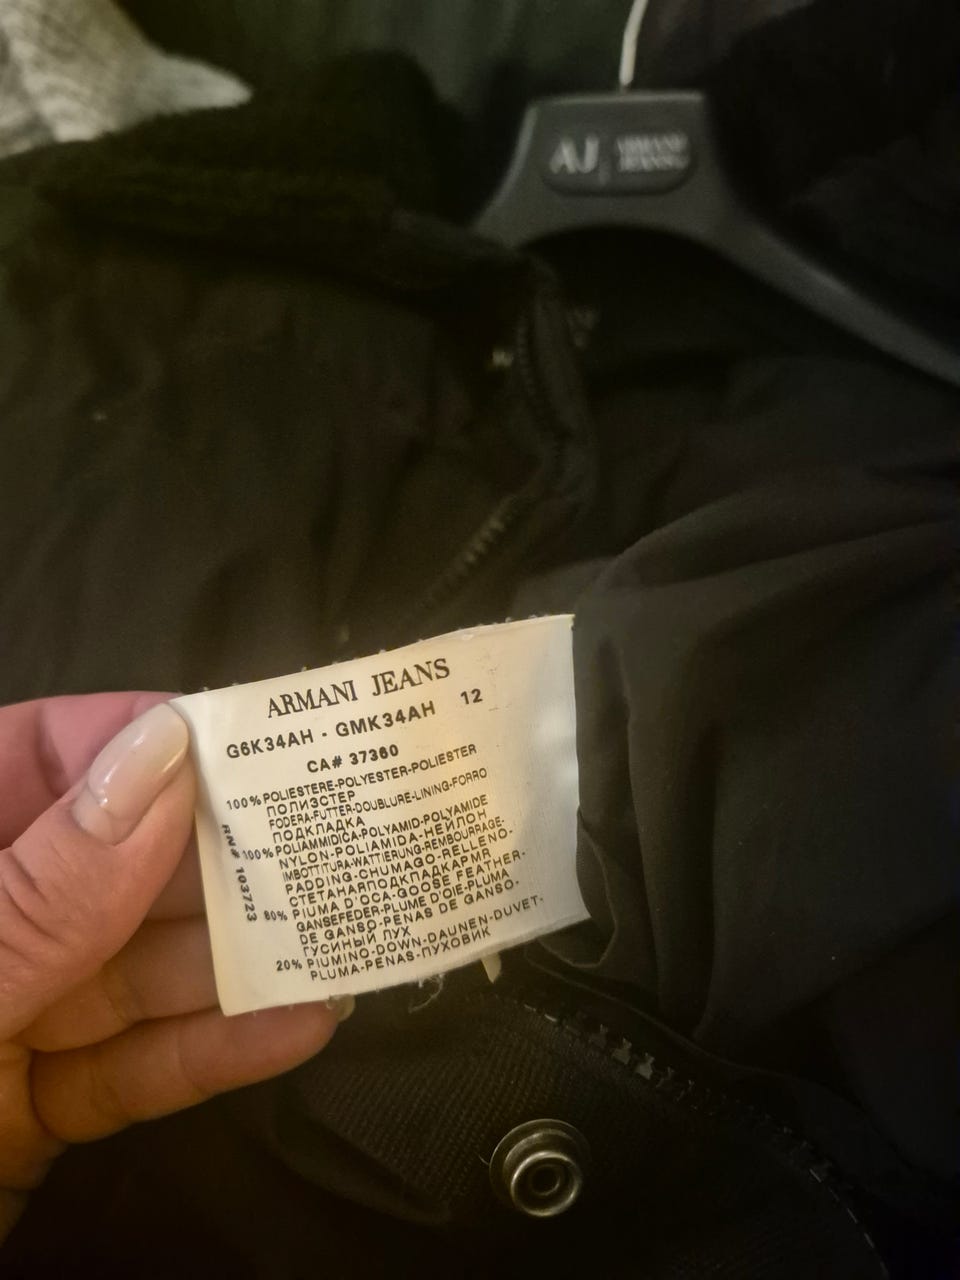 AJ ARMANI
JEANS
ARMANI JEANS
G6K34AH - GMK34AH 12
CA# 37360
100% POLIESTERE-POLYESTER-POLIESTER
ПОЛИЭСТЕР
FODERA-FUTTER-DOUBLURE-LINING-FORRO
ПОДКЛАДКА
100% POLIAMMIDICA-POLYAMID-POLYAMIDE
NYLON-POLIAMIDA-НЕЙЛОН
IMBOTTITURA-WATTIERUNG-REMBOURRAGE-
PADDING-CHUMAGO-RELLENO-
СТЕТАНАЯПОДКЛАДКАРМR
80% PIUMA D'OCA-GOOSE FEATHER-
GANSEFEDER-PLUME D'OIE-PLUMA
DE GANSO-PENAS DE GANSO-
ГУСИНЫЙ ПУХ
20% PIUMINO-DOWN-DAUNEN-DUVET-
PLUMA-PENAS-ПУХОВИК
RN# 103723